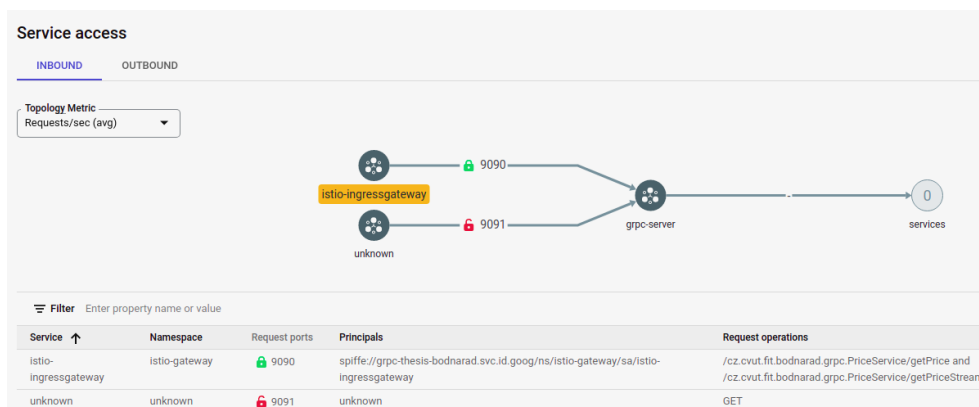 Service access
INBOUND OUTBOUND
Topology Metric
Requests/sec (avg)
9090
istio-ingressgateway
9091
unknown
grpc-server
-
0
services
Filter Enter property name or value
Service Namespace Request ports Principals Request operations
istio- istio-gateway 9090 spiffe://grpc-thesis-bodnarad.svc.id.goog/ns/istio-gateway/sa/istio- /cz.cvut.fit.bodnarad.grpc.PriceService/getPrice and
ingressgateway ingressgateway /cz.cvut.fit.bodnarad.grpc.PriceService/getPriceStream
unknown unknown 9091 unknown GET